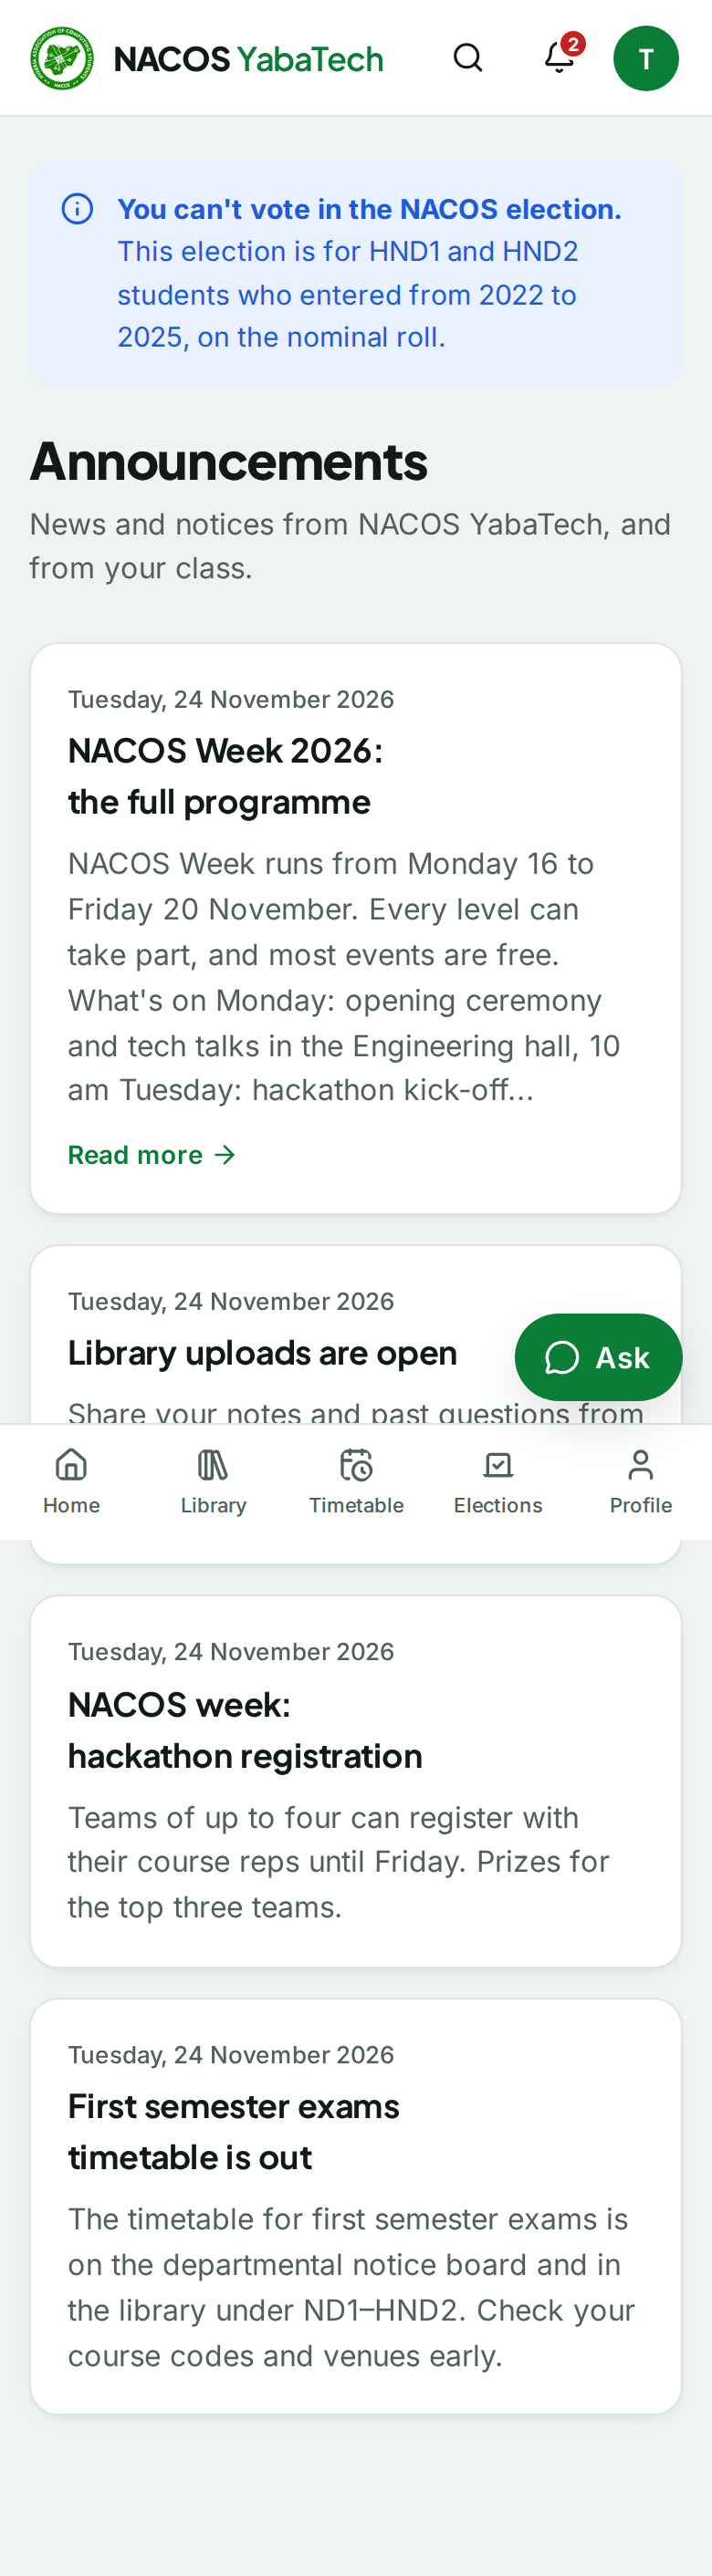 NACOS YabaTech
2
T
You can't vote in the NACOS election.
This election is for HND1 and HND2
students who entered from 2022 to
2025, on the nominal roll.
Announcements
News and notices from NACOS YabaTech, and
from your class.
Tuesday, 24 November 2026
NACOS Week 2026:
the full programme
NACOS Week runs from Monday 16 to
Friday 20 November. Every level can
take part, and most events are free.
What's on Monday: opening ceremony
and tech talks in the Engineering hall, 10
am Tuesday: hackathon kick-off...
Read more
Tuesday, 24 November 2026
Library uploads are open
Ask
Share your notes and past questions from
Home
Library
Timetable
Elections
Profile
Tuesday, 24 November 2026
NACOS week:
hackathon registration
Teams of up to four can register with
their course reps until Friday. Prizes for
the top three teams.
Tuesday, 24 November 2026
First semester exams
timetable is out
The timetable for first semester exams is
on the departmental notice board and in
the library under ND1–HND2. Check your
course codes and venues early.